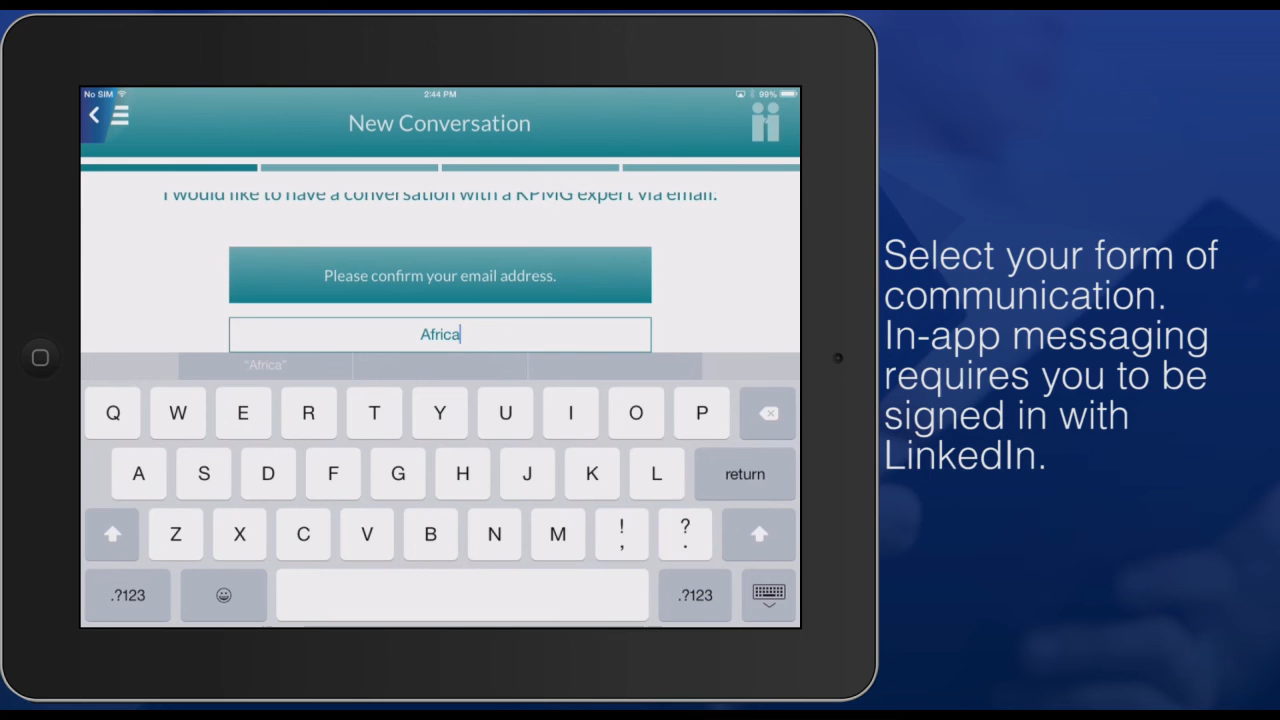 No SIM
2:44 PM
99%
New Conversation
I would like to have a conversation with a KPMG expert via email.
Please confirm your email address.
Africa
"Africa"
Q W E R T Y U I O P
A S D F G H J K L return
Z X C V B N M ! , ? .
.?123 .?123
Select your form of
communication.
In-app messaging
requires you to be
signed in with
LinkedIn.